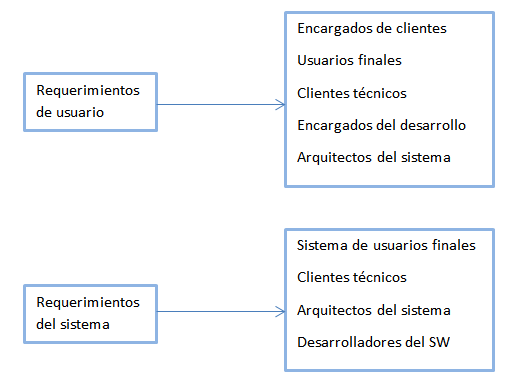 Requerimientos
de usuario
Encargados de clientes
Usuarios finales
Clientes técnicos
Encargados del desarrollo
Arquitectos del sistema
Requerimientos
del sistema
Sistema de usuarios finales
Clientes técnicos
Arquitectos del sistema
Desarrolladores del SW